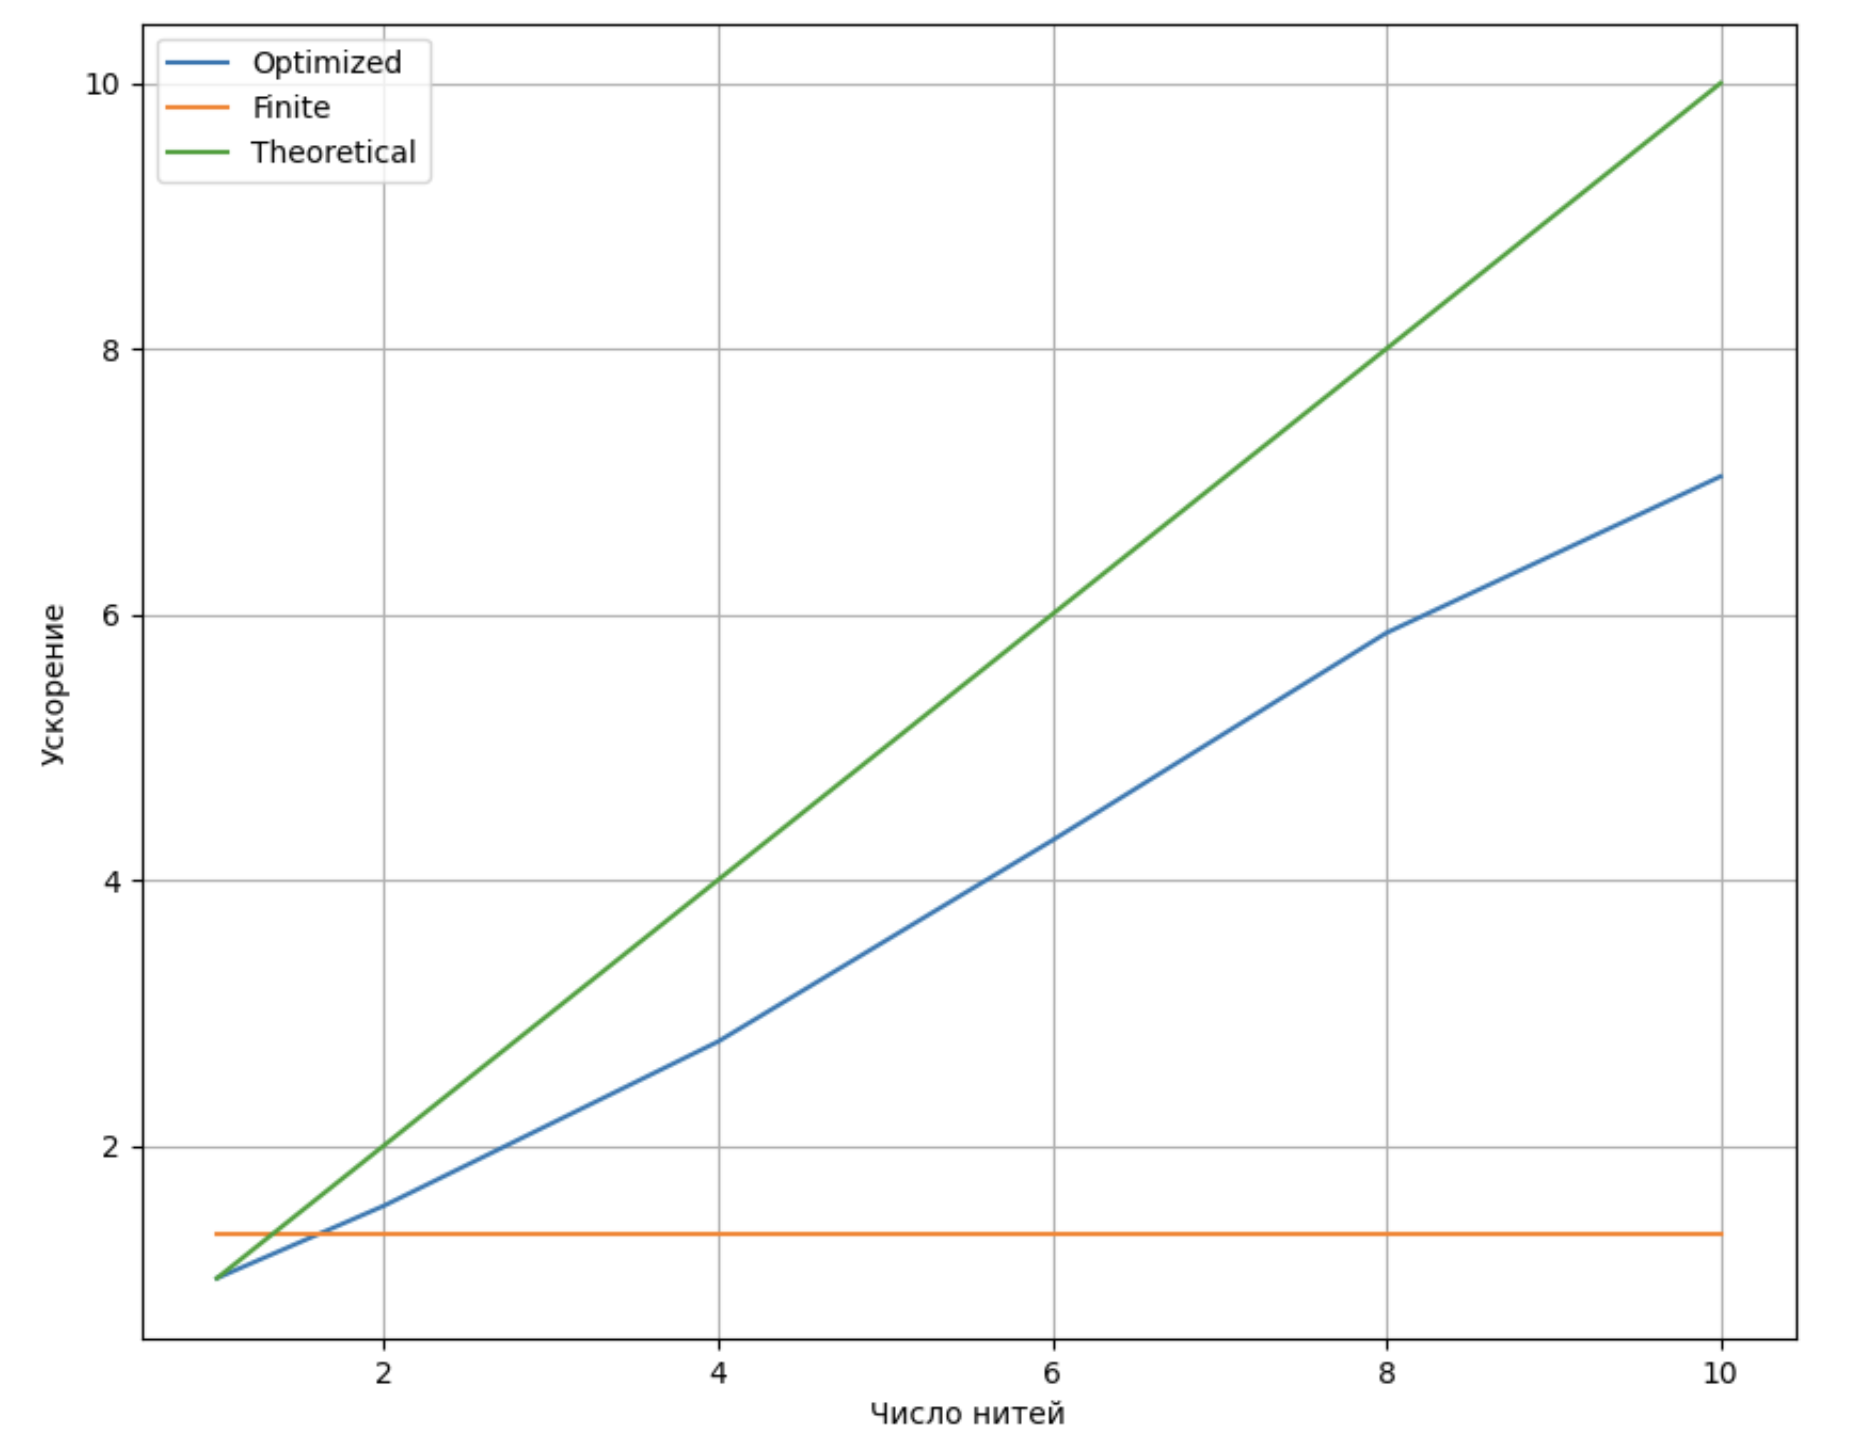 Optimized
Finite
Theoretical
10
8
6
4
2
Ускорение
2 4 6 8 10
Число нитей